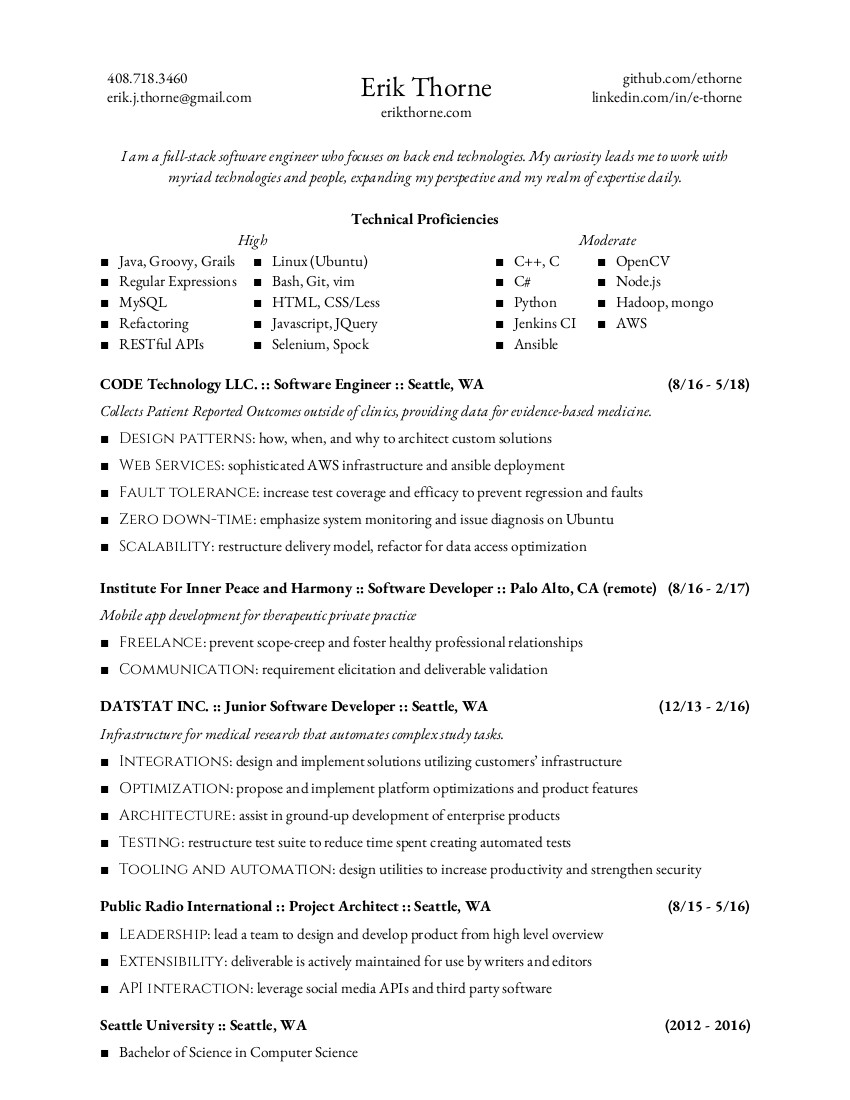 408.718.3460
erik.j.thorne@gmail.com
Erik Thorne
erikthorne.com
github.com/ethorne
linkedin.com/in/e-thorne
I am a full-stack software engineer who focuses on back end technologies. My curiosity leads me to work with
myriad technologies and people, expanding my perspective and my realm of expertise daily.
Technical Proficiencies
High
■ Java, Groovy, Grails
■ Regular Expressions
■ MySQL
■ Refactoring
■ RESTful APIs
■ Linux (Ubuntu)
■ Bash, Git, vim
■ HTML, CSS/Less
■ Javascript, JQuery
■ Selenium, Spock
Moderate
■ C++, C
■ C#
■ Python
■ Jenkins CI
■ Ansible
■ OpenCV
■ Node.js
■ Hadoop, mongo
■ AWS
CODE Technology LLC. :: Software Engineer :: Seattle, WA (8/16 - 5/18)
Collects Patient Reported Outcomes outside of clinics, providing data for evidence-based medicine.
■ Design patterns: how, when, and why to architect custom solutions
■ Web Services: sophisticated AWS infrastructure and ansible deployment
■ Fault tolerance: increase test coverage and efficacy to prevent regression and faults
■ Zero down-time: emphasize system monitoring and issue diagnosis on Ubuntu
■ Scalability: restructure delivery model, refactor for data access optimization
Institute For Inner Peace and Harmony :: Software Developer :: Palo Alto, CA (remote) (8/16 - 2/17)
Mobile app development for therapeutic private practice
■ Freelance: prevent scope-creep and foster healthy professional relationships
■ Communication: requirement elicitation and deliverable validation
DATSTAT INC. :: Junior Software Developer :: Seattle, WA (12/13 - 2/16)
Infrastructure for medical research that automates complex study tasks.
■ Integrations: design and implement solutions utilizing customers’ infrastructure
■ Optimization: propose and implement platform optimizations and product features
■ Architecture: assist in ground-up development of enterprise products
■ Testing: restructure test suite to reduce time spent creating automated tests
■ Tooling and automation: design utilities to increase productivity and strengthen security
Public Radio International :: Project Architect :: Seattle, WA (8/15 - 5/16)
■ Leadership: lead a team to design and develop product from high level overview
■ Extensibility: deliverable is actively maintained for use by writers and editors
■ API interaction: leverage social media APIs and third party software
Seattle University :: Seattle, WA (2012 - 2016)
■ Bachelor of Science in Computer Science